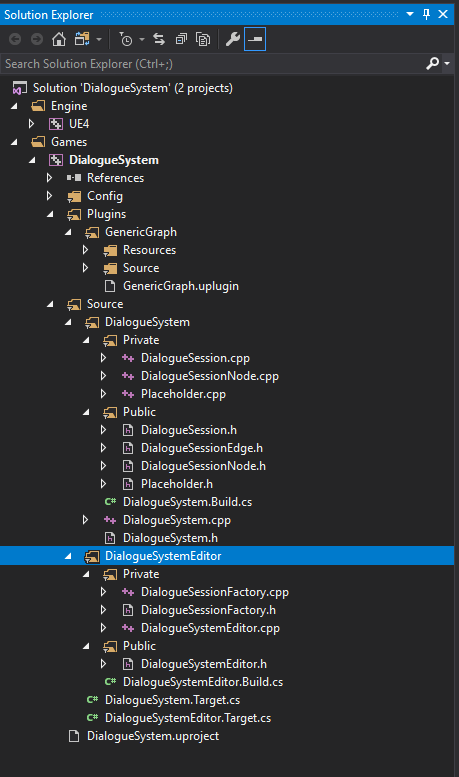 Solution Explorer
Search Solution Explorer (Ctrl+;)
Solution 'DialogueSystem' (2 projects)
Engine
UE4
Games
DialogueSystem
References
Config
Plugins
GenericGraph
Resources
Source
GenericGraph.uplugin
Source
DialogueSystem
Private
DialogueSession.cpp
DialogueSessionNode.cpp
Placeholder.cpp
Public
DialogueSession.h
DialogueSessionEdge.h
DialogueSessionNode.h
Placeholder.h
DialogueSystem.Build.cs
DialogueSystem.cpp
DialogueSystem.h
DialogueSystemEditor
Private
DialogueSessionFactory.cpp
DialogueSessionFactory.h
DialogueSystemEditor.cpp
Public
DialogueSystemEditor.h
DialogueSystemEditor.Build.cs
DialogueSystem.Target.cs
DialogueSystemEditor.Target.cs
DialogueSystem.uproject